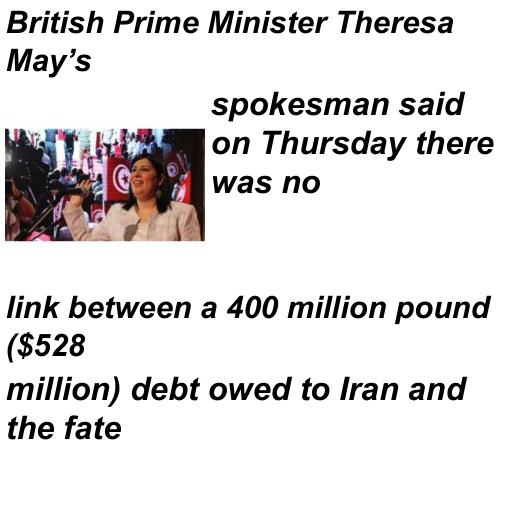 British Prime Minister Theresa
May’s
spokesman said
on Thursday there
was no
link between a 400 million pound
($528
million) debt owed to Iran and
the fate